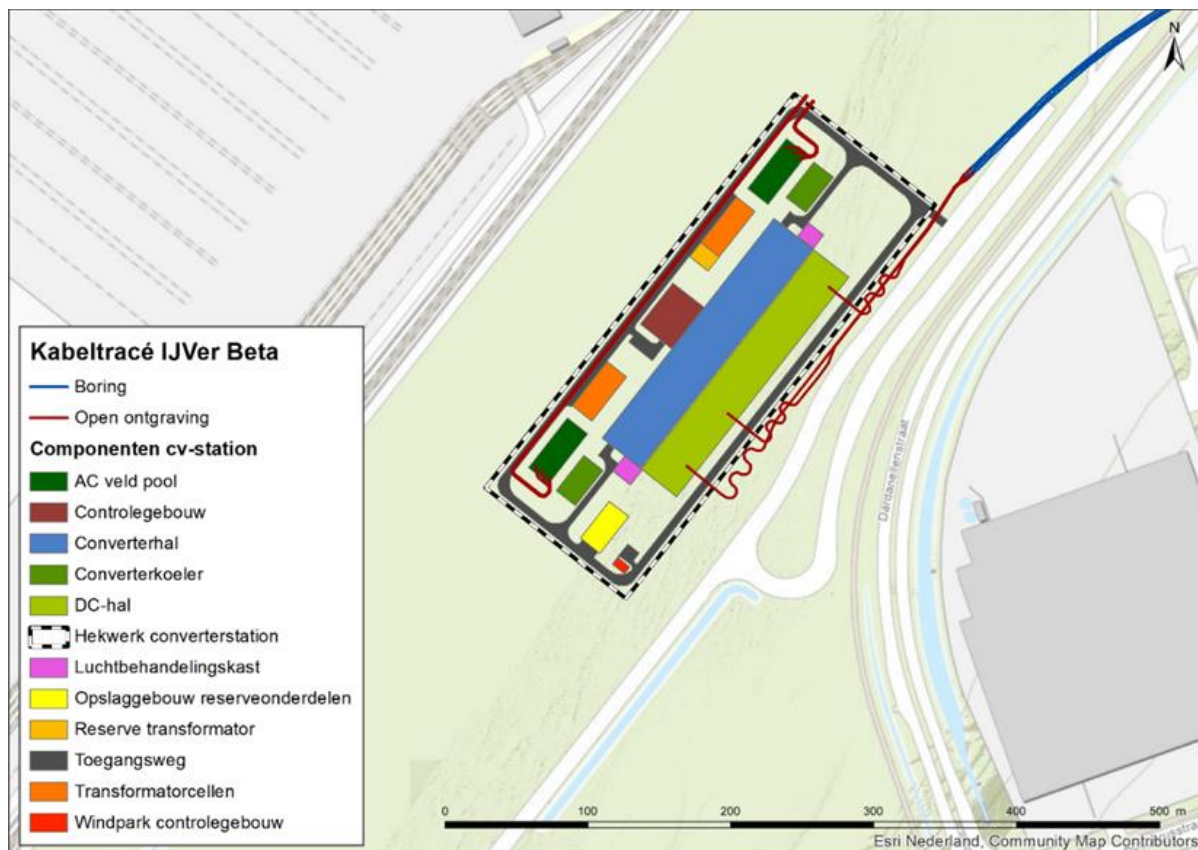 N
Kabeltracé IJVer Beta
Boring
Open ontgraving
Componenten cv-station
AC veld pool
Controlegebouw
Converterhal
Converterkoeler
DC-hal
Hekwerk converterstation
Luchtbehandelingskast
Opslaggebouw reserveonderdelen
Reserve transformator
Toegangsweg
Transformatorcellen
Windpark controlegebouw
Dardanellenstraat
0 100 200 300 400 500 m
Esri Nederland, Community Map Contributors